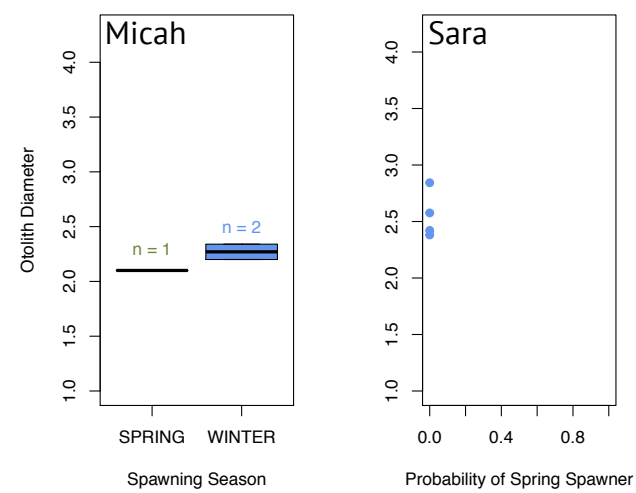 Micah
Otolith Diameter
4.0
3.5
3.0
2.5
2.0
1.5
1.0
n = 1
n = 2
SPRING WINTER
Spawning Season
Sara
4.0
3.5
3.0
2.5
2.0
1.5
1.0
0.0 0.4 0.8
Probability of Spring Spawner